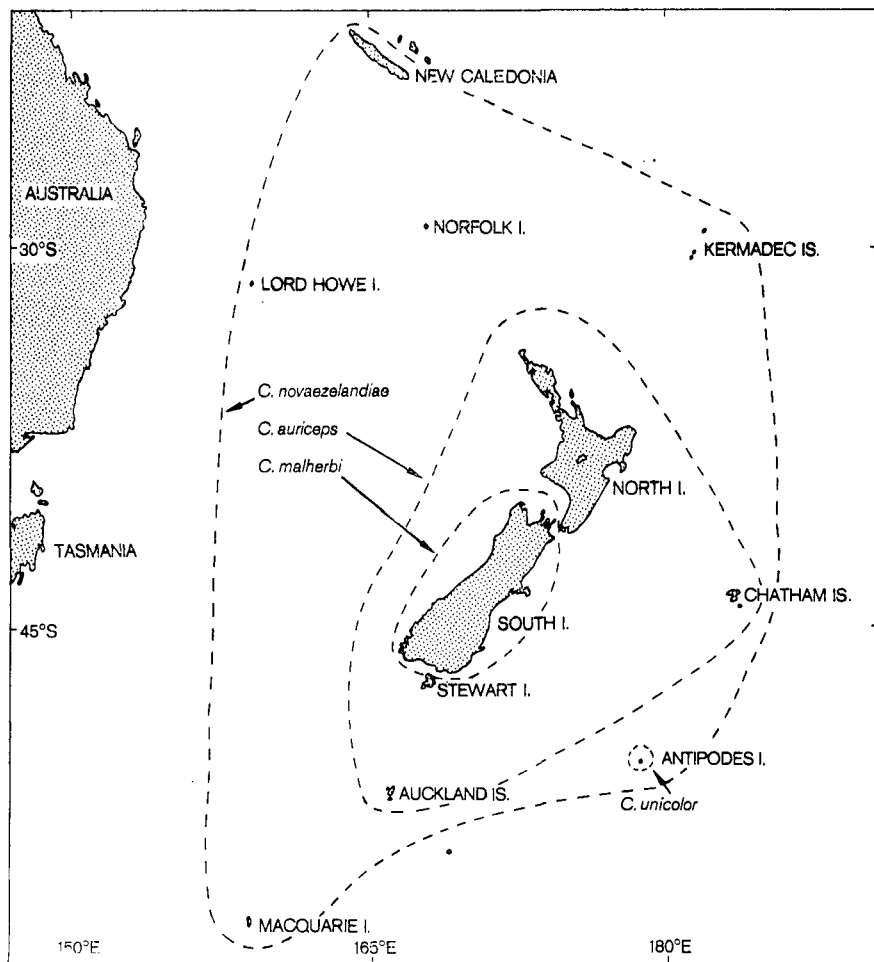 NEW CALEDONIA
AUSTRALIA
NORFOLK I.
30°S
KERMADEC IS.
LORD HOWE I.
C. novaezelandiae
C. auriceps
C. malherbi
NORTH I.
TASMANIA
CHATHAM IS.
SOUTH I.
45°S
STEWART I.
ANTIPODES I.
AUCKLAND IS.
C. unicolor
MACQUARIE I.
150°E
165°E
180°E